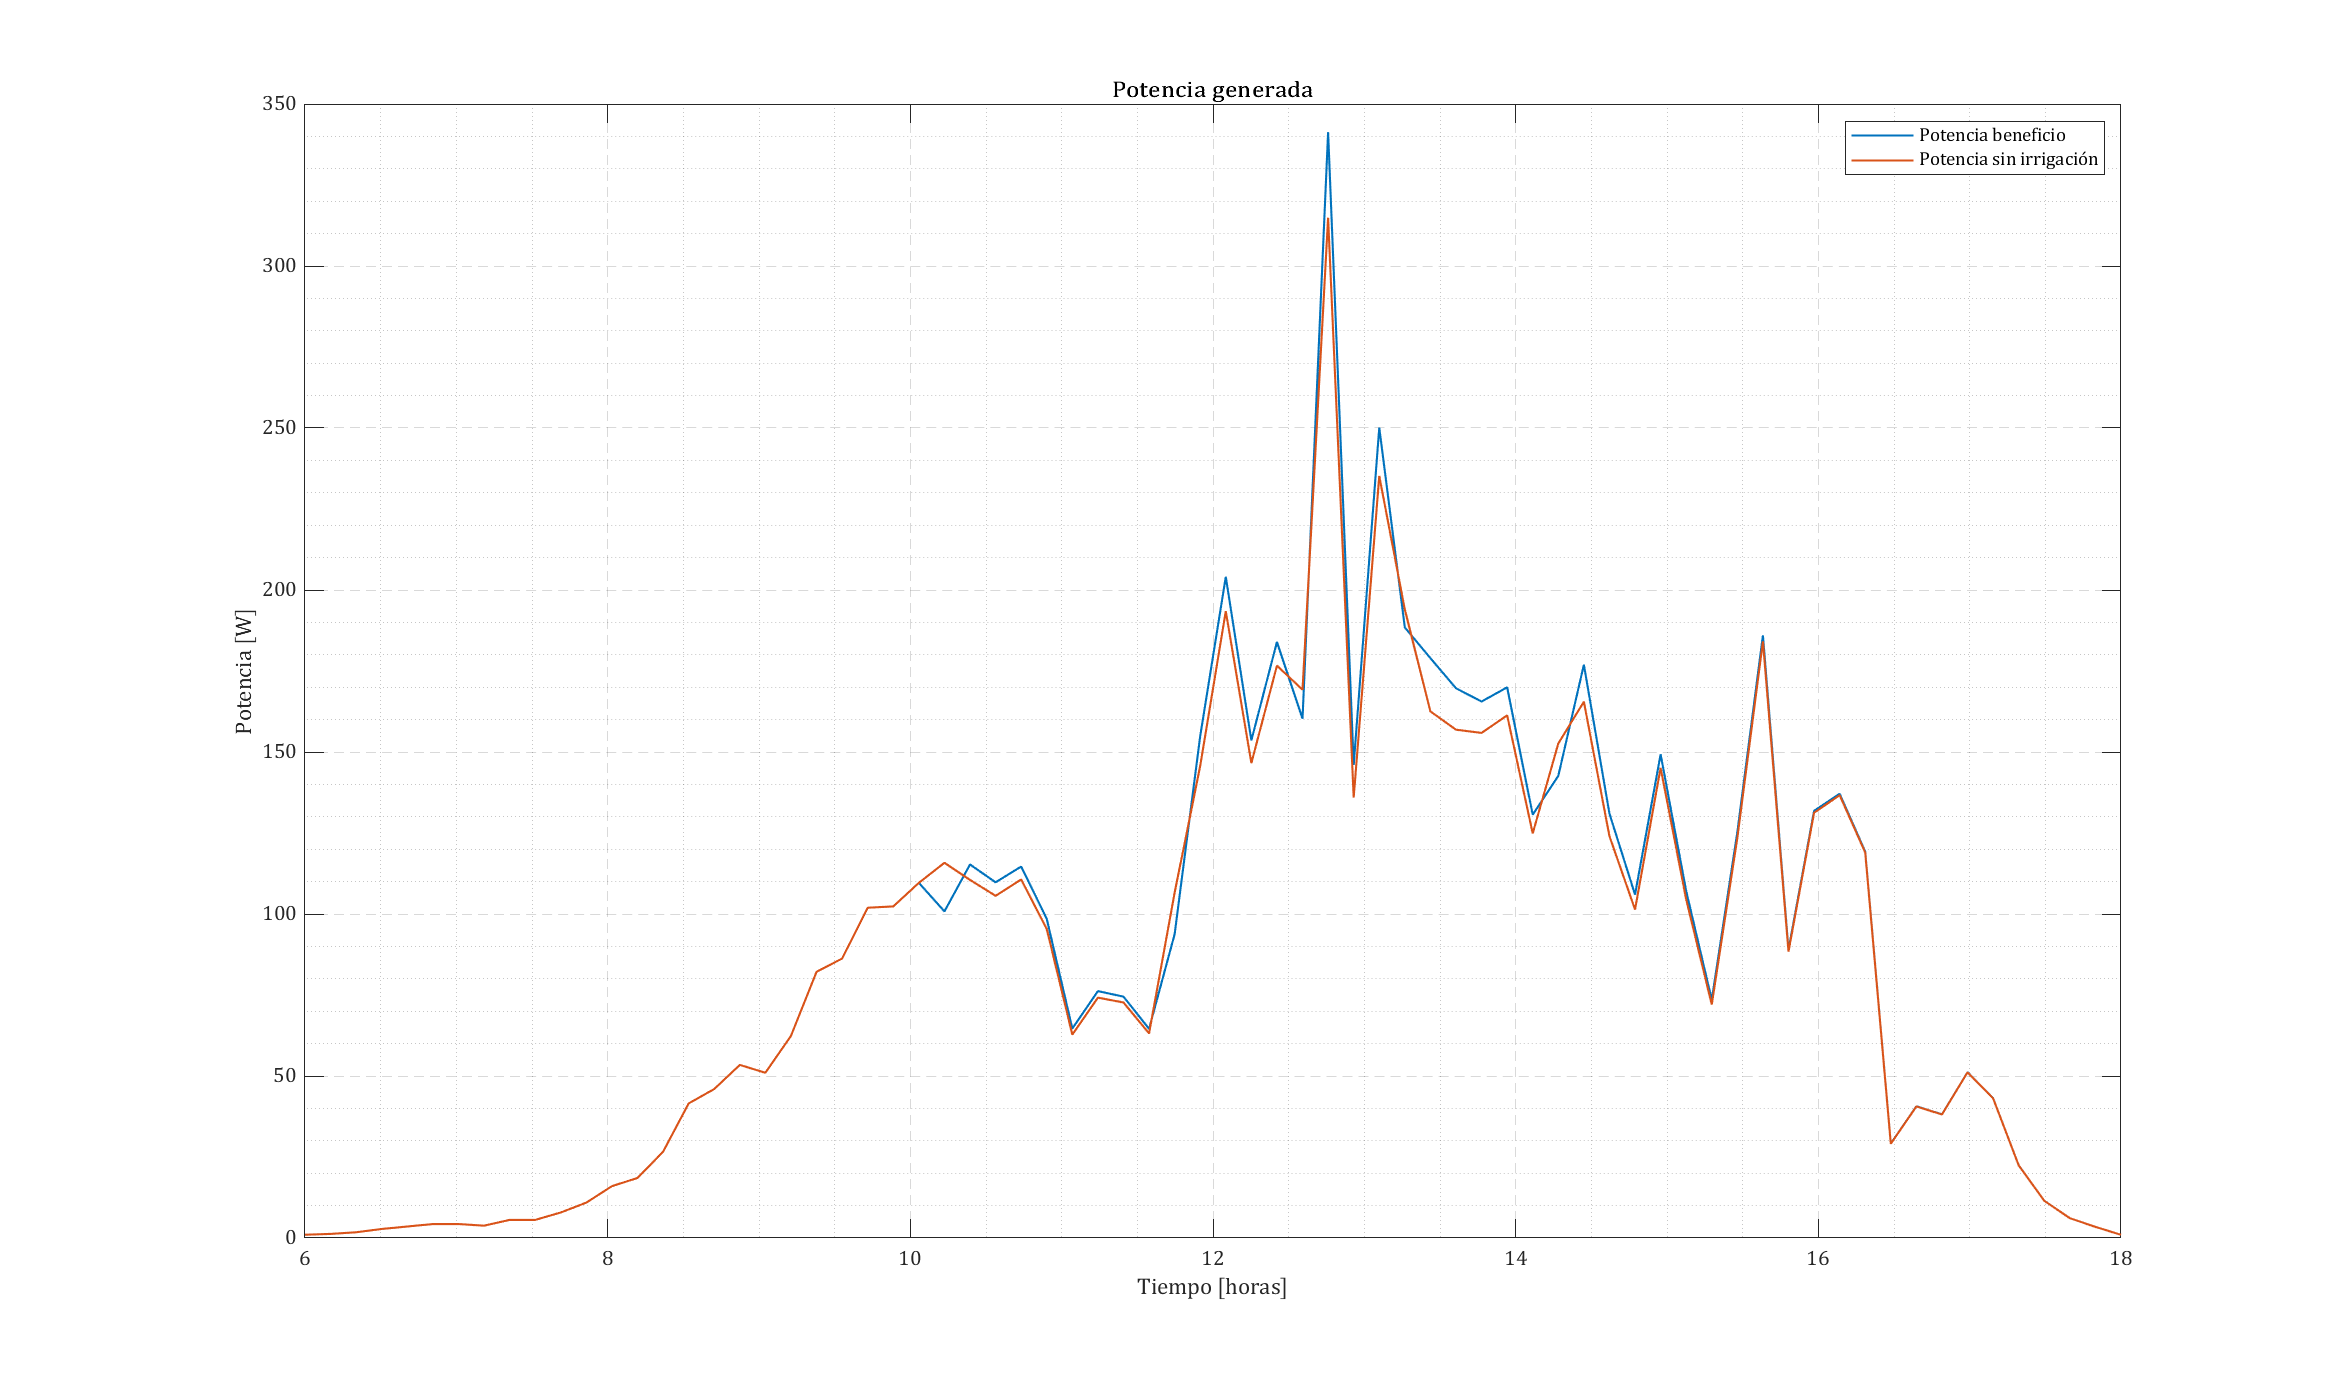 Potencia generada
350
300
250
200
150
100
50
0
Potencia [W]
Potencia beneficio
Potencia sin irrigación
6 8 10 12 14 16 18
Tiempo [horas]